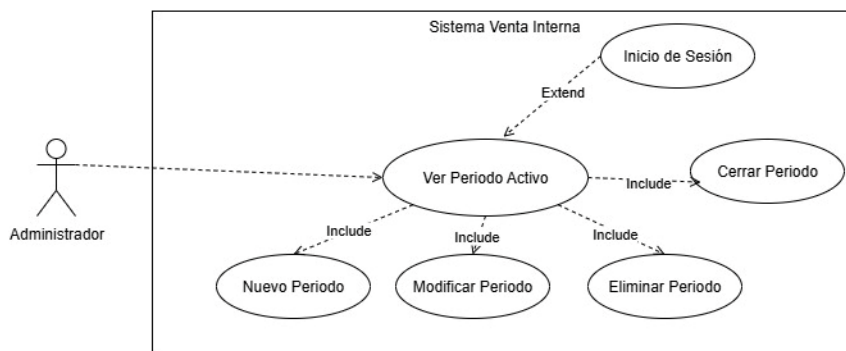 Sistema Venta Interna
Inicio de Sesión
Extend
Ver Periodo Activo
Cerrar Periodo
Include
Administrador
Include
Include
Include
Nuevo Periodo
Modificar Periodo
Eliminar Periodo